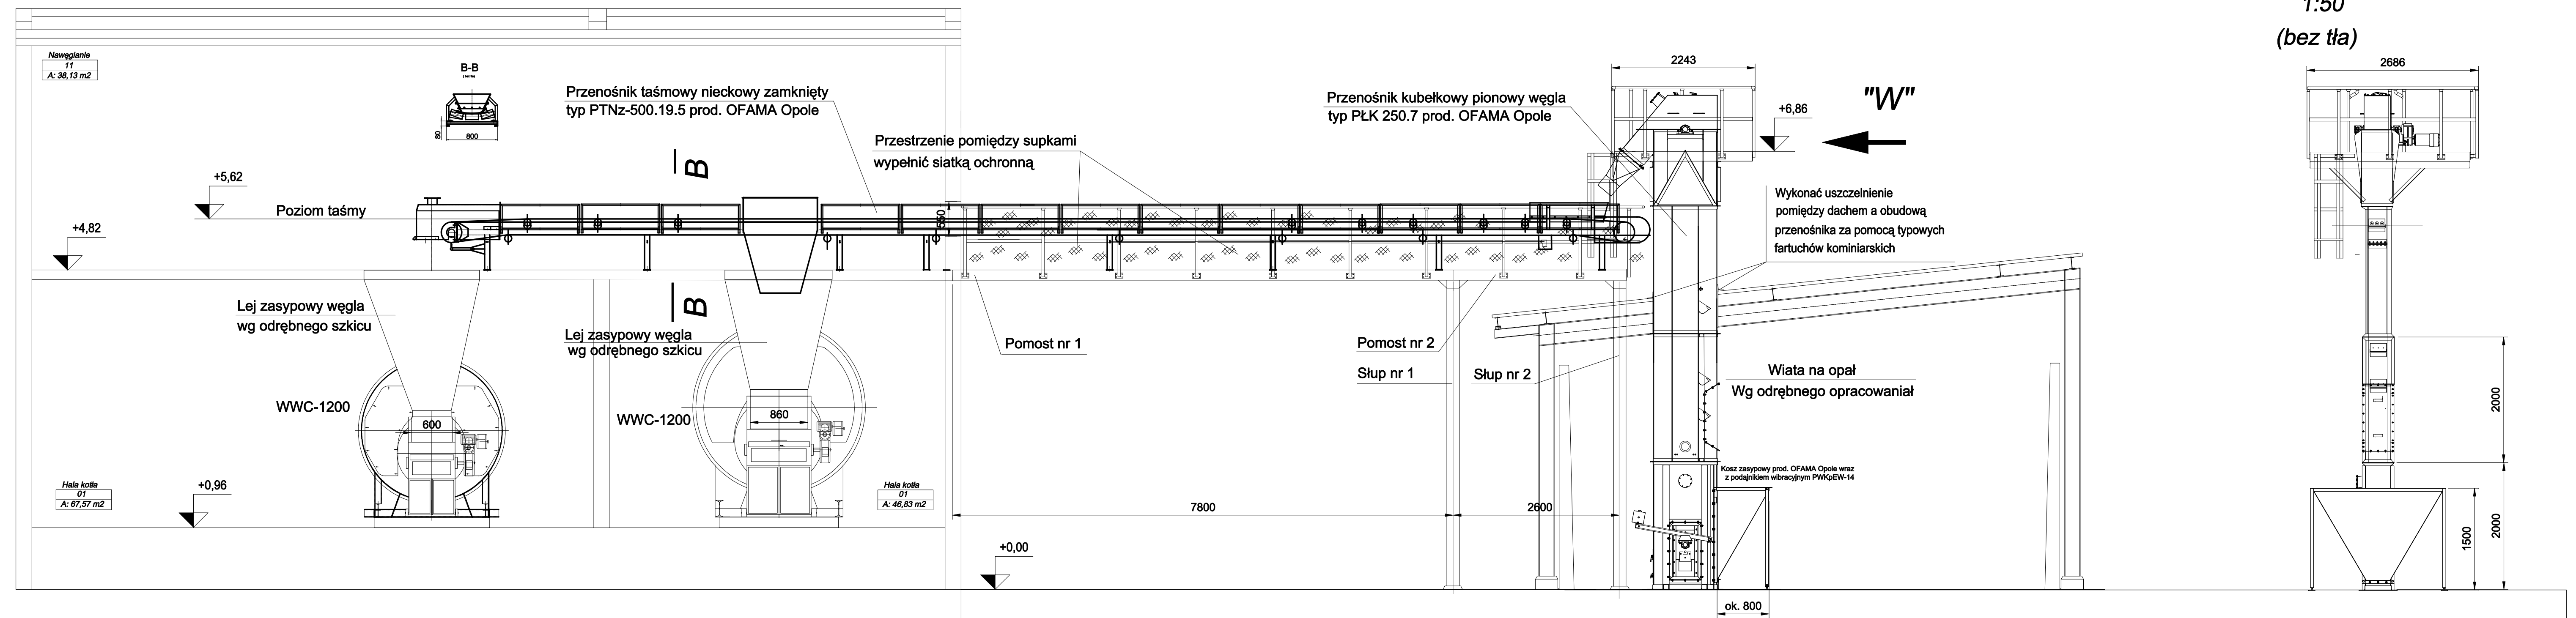 1:50
(bez tła)
Nawęglanie
11
A: 38,13 m2
B-B
80
800
Przenośnik taśmowy nieckowy zamknięty
typ PTNz-500.19.5 prod. OFAMA Opole
Przestrzenie pomiędzy supkami
wypełnić siatką ochronną
Przenośnik kubełkowy pionowy węgla
typ PŁK 250.7 prod. OFAMA Opole
2243
+6,86
"W"
2686
B
+5,62
Poziom taśmy
+4,82
550
Wykonać uszczelnienie
pomiędzy dachem a obudową
przenośnika za pomocą typowych
fartuchów kominiarskich
B
Lej zasypowy węgla
wg odrębnego szkicu
Lej zasypowy węgla
wg odrębnego szkicu
Pomost nr 1
Pomost nr 2
Słup nr 1
Słup nr 2
Wiata na opał
Wg odrębnego opracowaniał
WWC-1200
600
WWC-1200
860
2000
Kosz zasypowy prod. OFAMA Opole wraz
z podajnikiem wibracyjnym PWKpEW-14
Hala kotła
01
A: 67,57 m2
+0,96
Hala kotła
01
A: 46,83 m2
7800
2600
+0,00
1500
2000
ok. 800